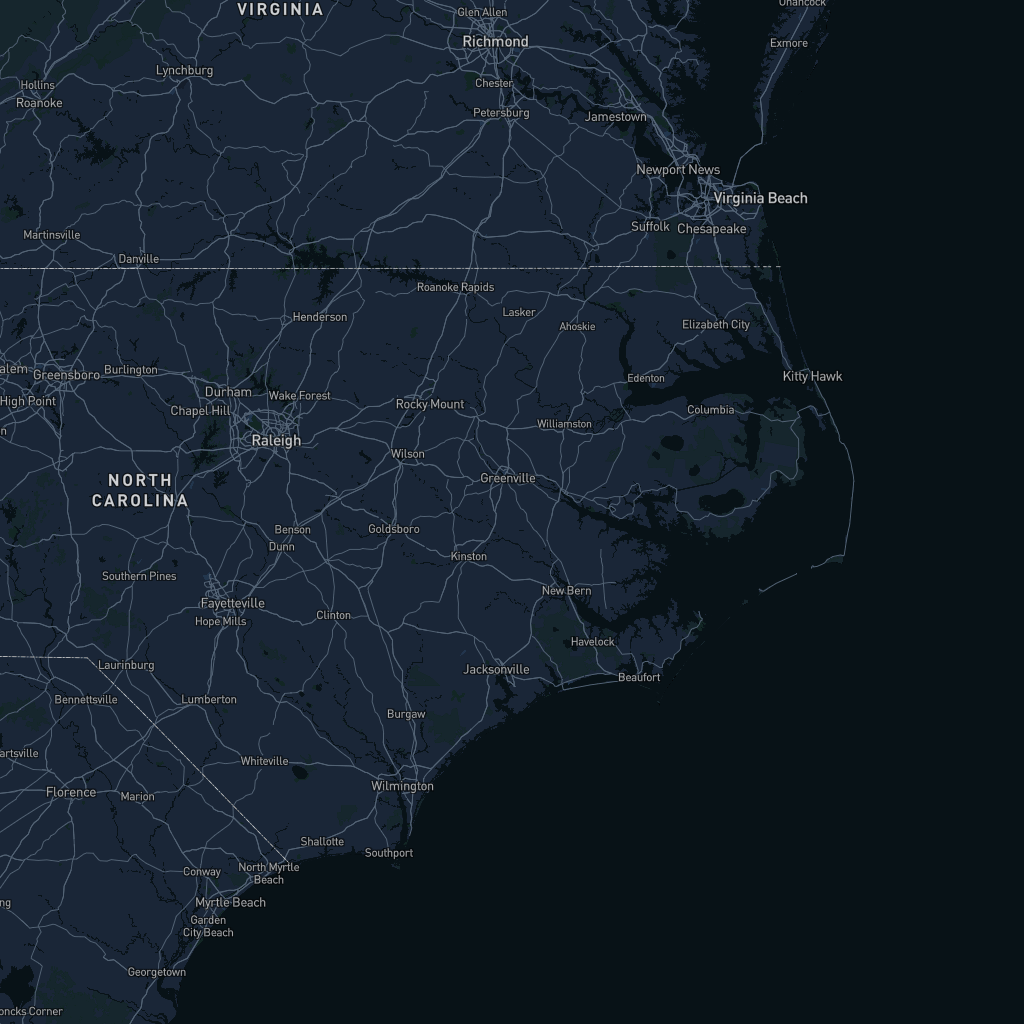 Onancock
VIRGINIA
Glen Allen
Richmond
Exmore
Lynchburg
Hollins
Roanoke
Chester
Petersburg
Jamestown
Newport News
Virginia Beach
Suffolk
Chesapeake
Martinsville
Danville
Roanoke Rapids
Lasker
Henderson
Ahoskie
Elizabeth City
alem
Greensboro
Burlington
Kitty Hawk
Edenton
High Point
Durham
Wake Forest
Chapel Hill
Rocky Mount
Columbia
Williamston
n
Raleigh
Wilson
NORTH
CAROLINA
Greenville
Benson
Goldsboro
Dunn
Kinston
Southern Pines
New Bern
Fayetteville
Hope Mills
Clinton
Havelock
Laurinburg
Jacksonville
Beaufort
Bennettsville
Lumberton
Burgaw
artsville
Whiteville
Florence
Marion
Wilmington
Shallotte
Southport
Conway
North Myrtle
Beach
ng
Myrtle Beach
Garden
City Beach
Georgetown
oncks Corner